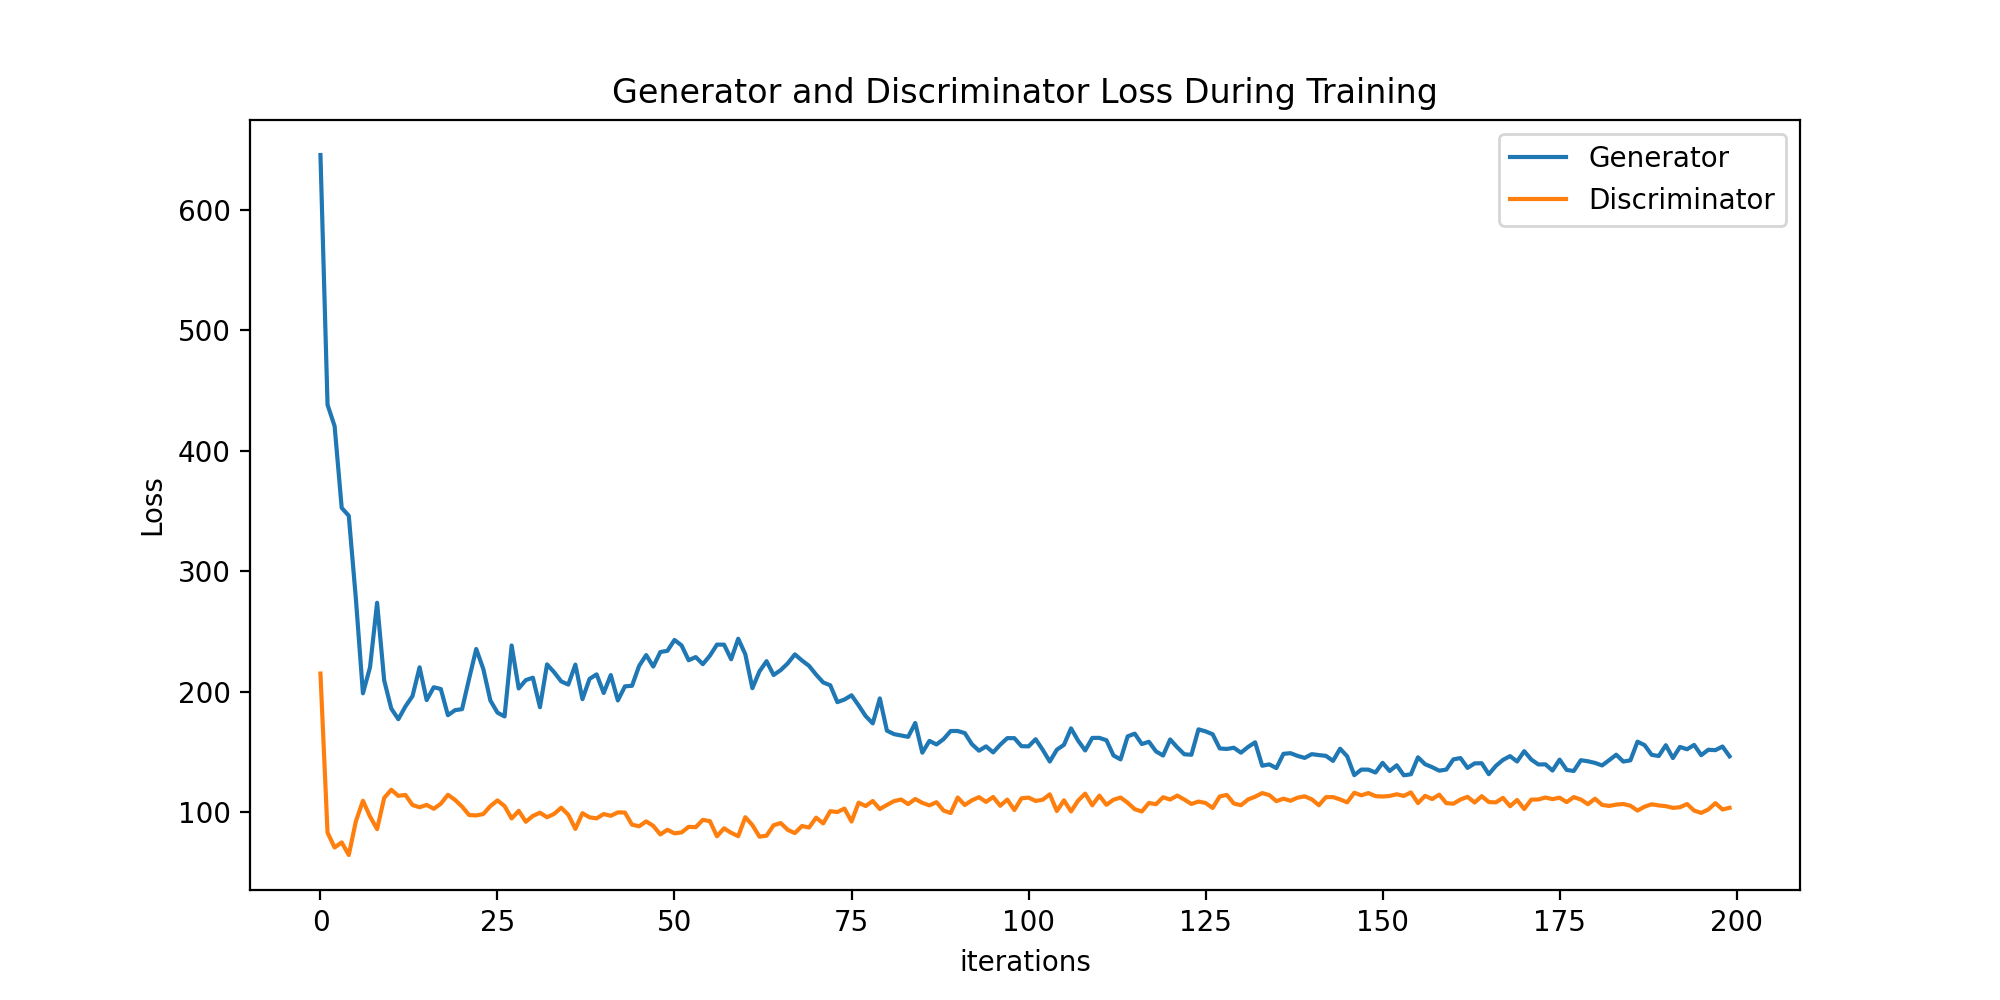 Generator and Discriminator Loss During Training
Generator
Discriminator
600
500
400
300
200
100
Loss
0 25 50 75 100 125 150 175 200
iterations